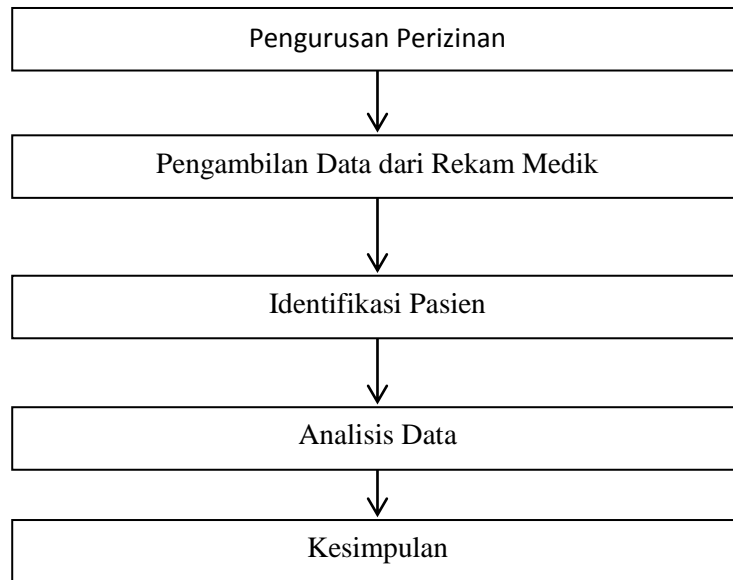 Pengurusan Perizinan
Pengambilan Data dari Rekam Medik
Identifikasi Pasien
Analisis Data
Kesimpulan